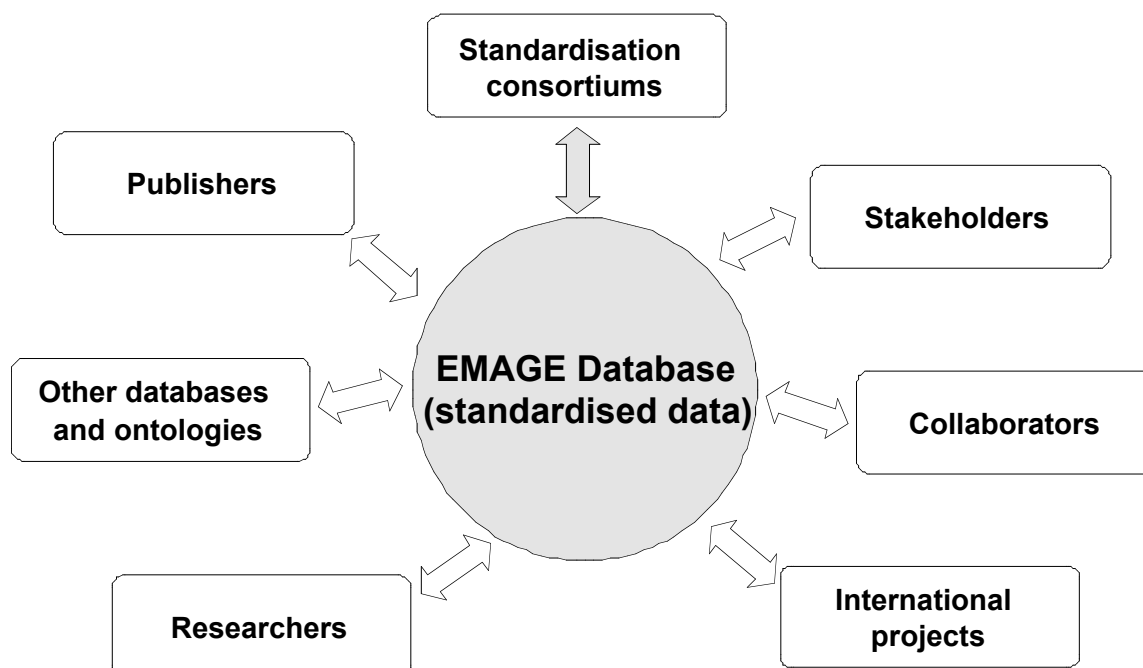 Standardisation
consortiums
Publishers
Stakeholders
EMAGE Database
(standardised data)
Other databases
and ontologies
Collaborators
Researchers
International
projects